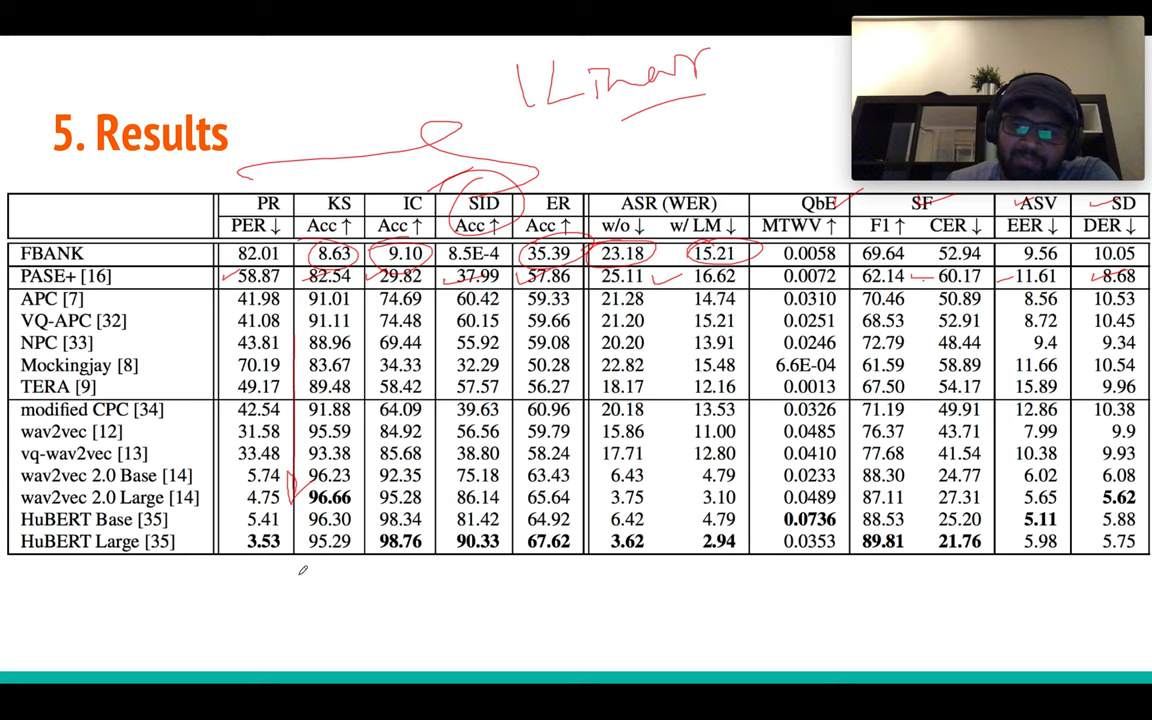 1 Linear
5. Results
PR KS IC SID ER ASR (WER) QbE SF ASV SD
PER ↓ Acc ↑ Acc ↑ Acc ↑ Acc ↑ w/o ↓ w/ LM ↓ MTWV ↑ F1 ↑ CER ↓ EER ↓ DER ↓
FBANK 82.01 8.63 9.10 8.5E-4 35.39 23.18 15.21 0.0058 69.64 52.94 9.56 10.05
PASE+ [16] 58.87 82.54 29.82 37.99 57.86 25.11 16.62 0.0072 62.14 60.17 11.61 8.68
APC [7] 41.98 91.01 74.69 60.42 59.33 21.28 14.74 0.0310 70.46 50.89 8.56 10.53
VQ-APC [32] 41.08 91.11 74.48 60.15 59.66 21.20 15.21 0.0251 68.53 52.91 8.72 10.45
NPC [33] 43.81 88.96 69.44 55.92 59.08 20.20 13.91 0.0246 72.79 48.44 9.4 9.34
Mockingjay [8] 70.19 83.67 34.33 32.29 50.28 22.82 15.48 6.6E-04 61.59 58.89 11.66 10.54
TERA [9] 49.17 89.48 58.42 57.57 56.27 18.17 12.16 0.0013 67.50 54.17 15.89 9.96
modified CPC [34] 42.54 91.88 64.09 39.63 60.96 20.18 13.53 0.0326 71.19 49.91 12.86 10.38
wav2vec [12] 31.58 95.59 84.92 56.56 59.79 15.86 11.00 0.0485 76.37 43.71 7.99 9.9
vq-wav2vec [13] 33.48 93.38 85.68 38.80 58.24 17.71 12.80 0.0410 77.68 41.54 10.38 9.93
wav2vec 2.0 Base [14] 5.74 96.23 92.35 75.18 63.43 6.43 4.79 0.0233 88.30 24.77 6.02 6.08
wav2vec 2.0 Large [14] 4.75 96.66 95.28 86.14 65.64 3.75 3.10 0.0489 87.11 27.31 5.65 5.62
HuBERT Base [35] 5.41 96.30 98.34 81.42 64.92 6.42 4.79 0.0736 88.53 25.20 5.11 5.88
HuBERT Large [35] 3.53 95.29 98.76 90.33 67.62 3.62 2.94 0.0353 89.81 21.76 5.98 5.75